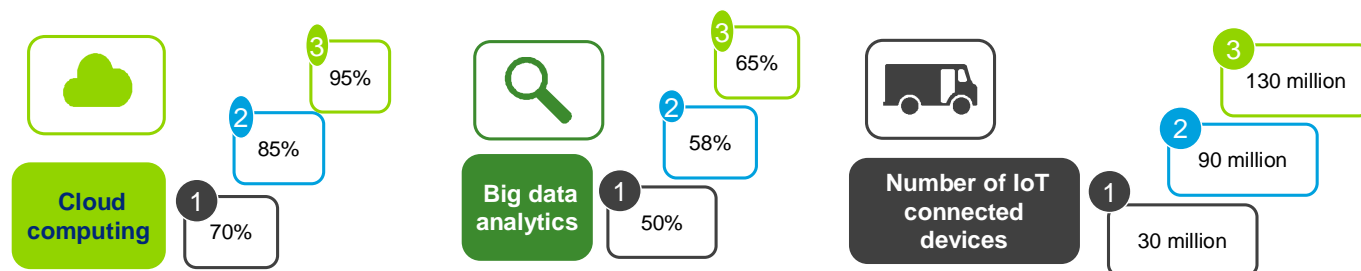 3
95%
2
85%
Cloud
computing
1
70%
3
65%
2
58%
Big data
analytics
1
50%
3
130 million
2
90 million
Number of IoT
connected
devices
1
30 million